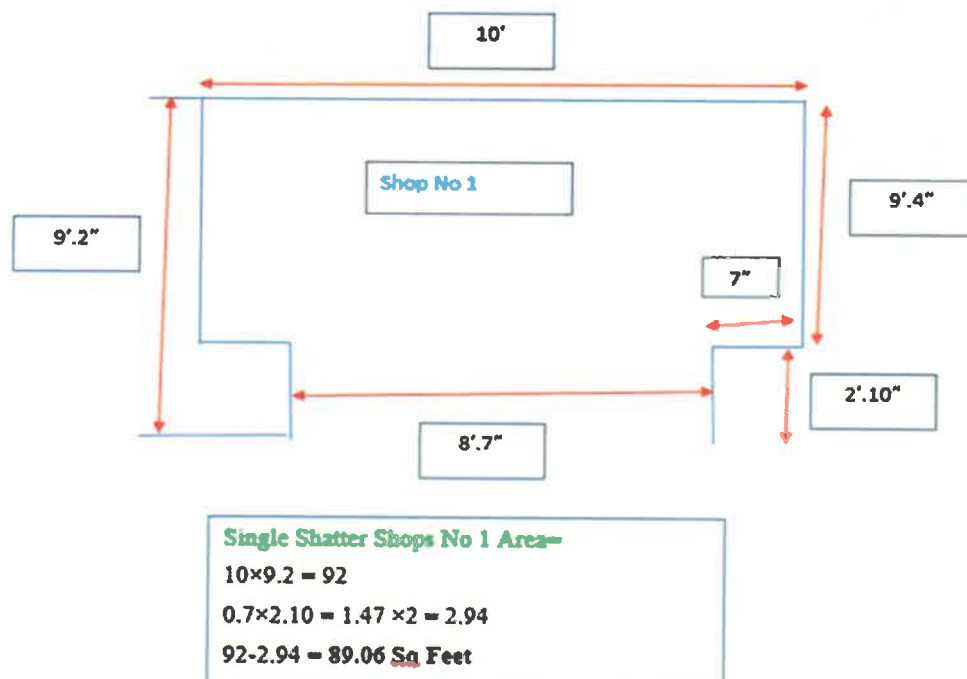 10'
Shop No 1
9'.2"
9'.4"
7"
2'.10"
8'.7"
Single Shatter Shops No 1 Area=
10×9.2 = 92
0.7×2.10 = 1.47 ×2 = 2.94
92-2.94 = 89.06 Sq Feet